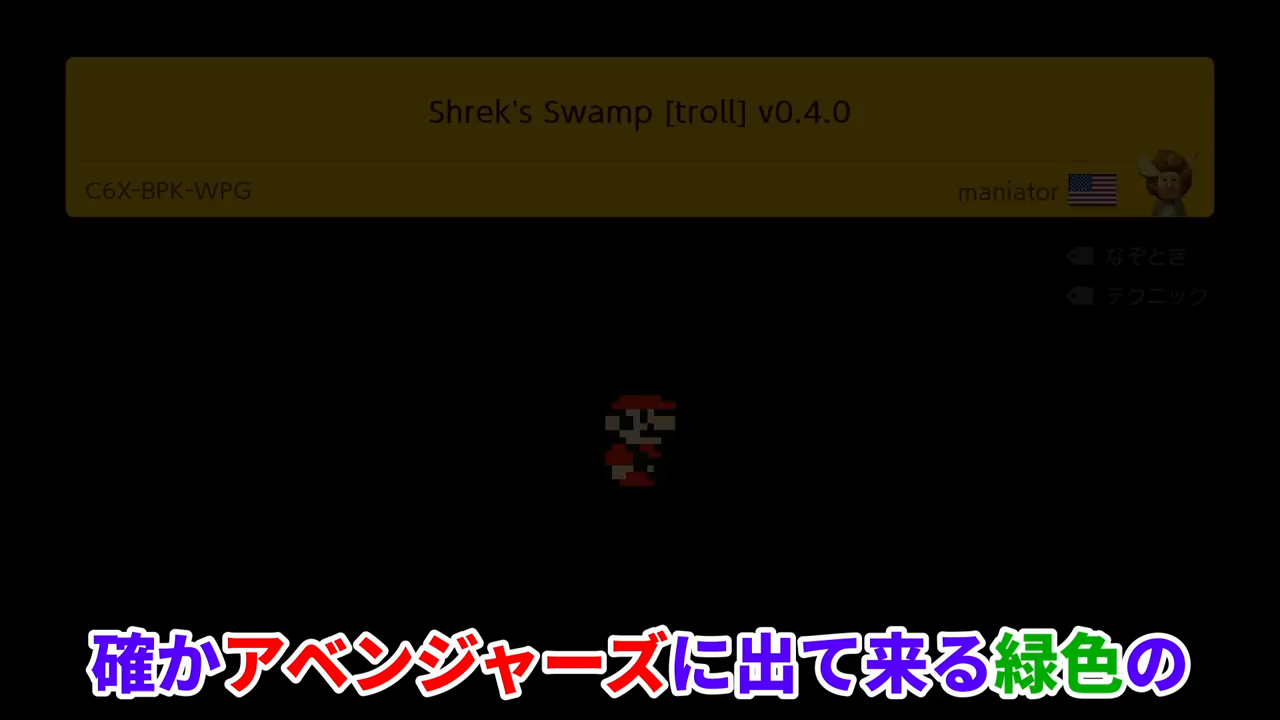 Shrek's Swamp [troll] v0.4.0
C6X-BPK-WPG
maniator
なぞとき
テクニック
確かアベンジャーズに出て来る緑色の